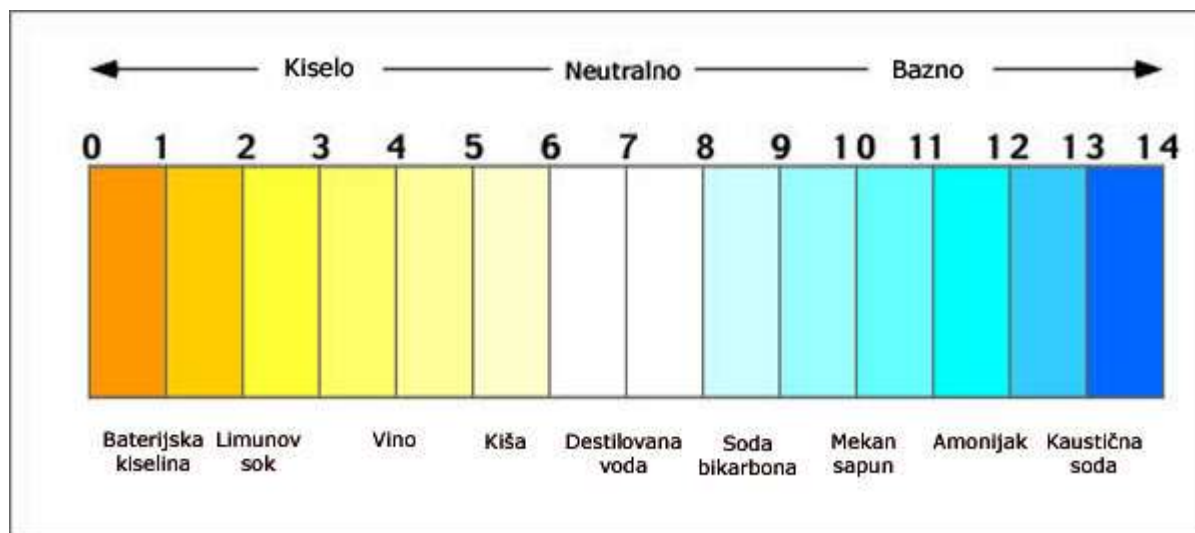 Kiselo Neutralno Bazno
0 1 2 3 4 5 6 7 8 9 10 11 12 13 14
Baterijska kiselina
Limunov sok
Vino
Kiša
Destilovana voda
Soda bikarbona
Mekan sapun
Amonijak
Kaustična soda